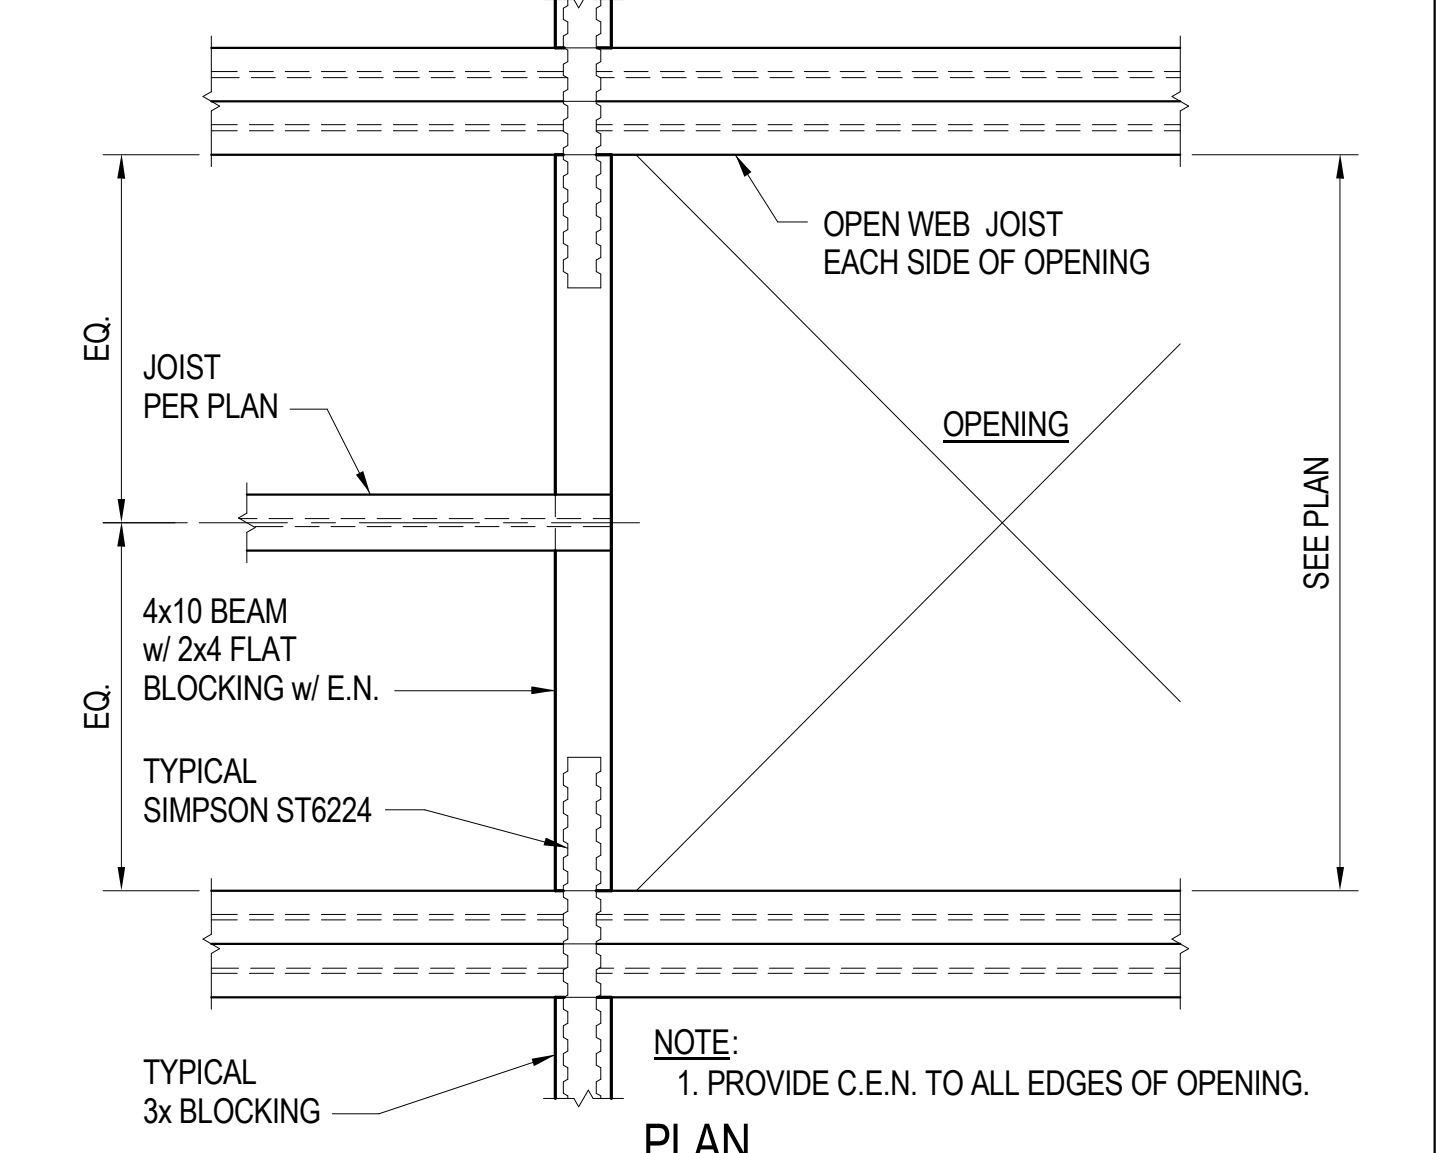 OPEN WEB JOIST
EACH SIDE OF OPENING
EQ.
JOIST
PER PLAN
OPENING
SEE PLAN
4x10 BEAM
w/ 2x4 FLAT
BLOCKING w/ E.N.
EQ.
TYPICAL
SIMPSON ST6224
NOTE:
1. PROVIDE C.E.N. TO ALL EDGES OF OPENING.
TYPICAL
3x BLOCKING
PLAN